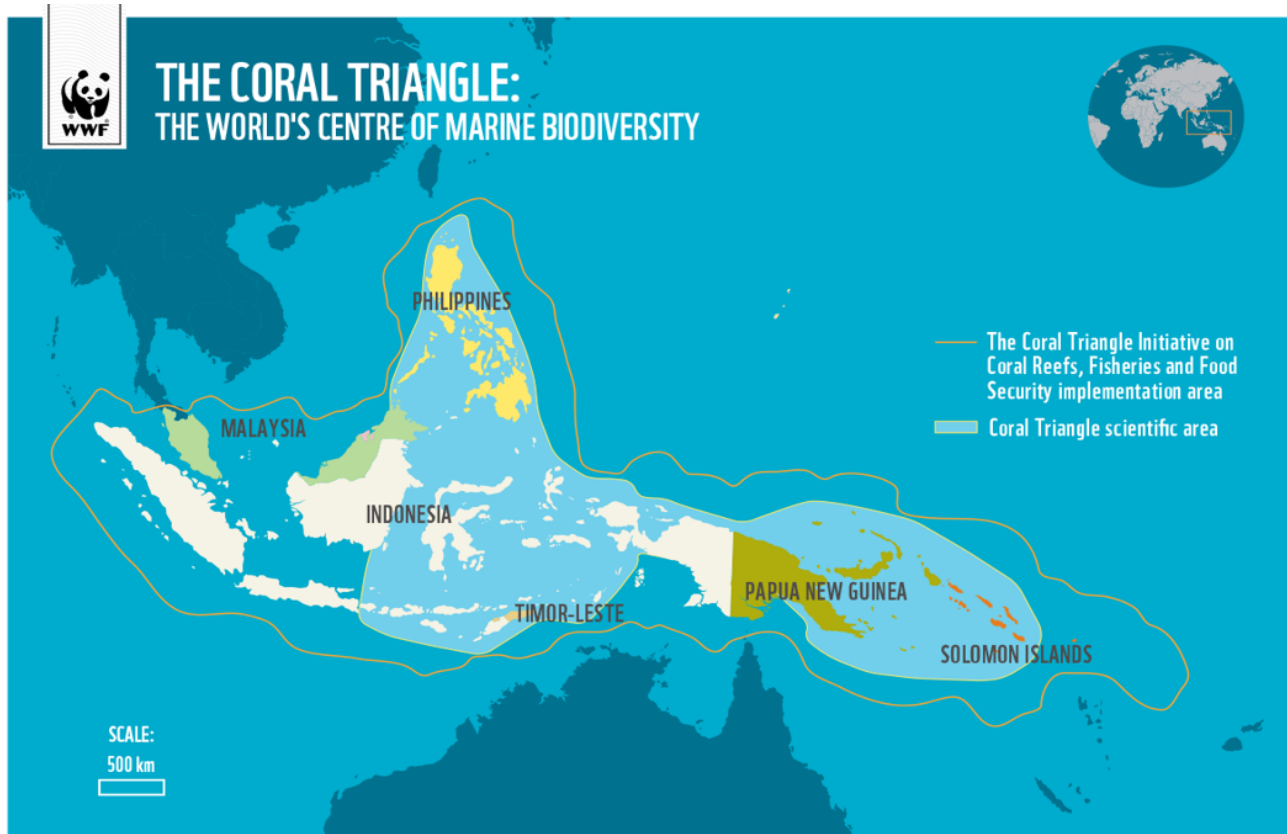 WWF
THE CORAL TRIANGLE:
THE WORLD'S CENTRE OF MARINE BIODIVERSITY
PHILIPPINES
The Coral Triangle Initiative on
Coral Reefs, Fisheries and Food
Security implementation area
Coral Triangle scientific area
MALAYSIA
INDONESIA
TIMOR-LESTE
PAPUA NEW GUINEA
SOLOMON ISLANDS
SCALE:
500 km